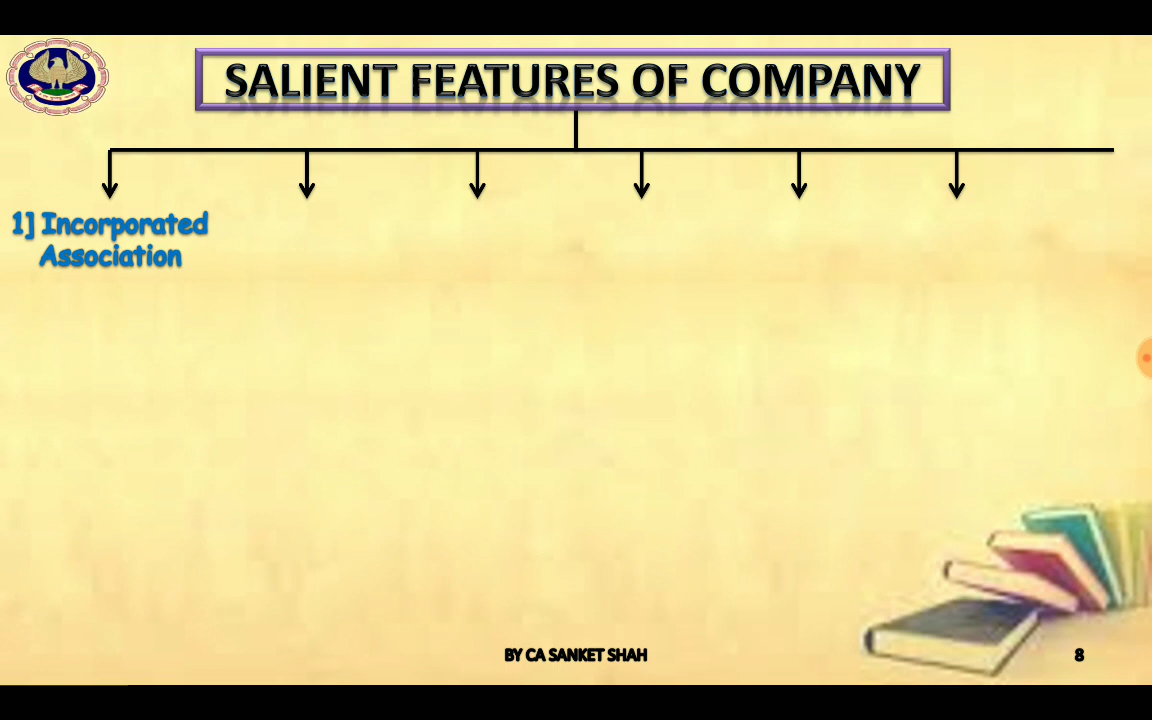 SALIENT FEATURES OF COMPANY
1] Incorporated
Association
BY CA SANKET SHAH
8